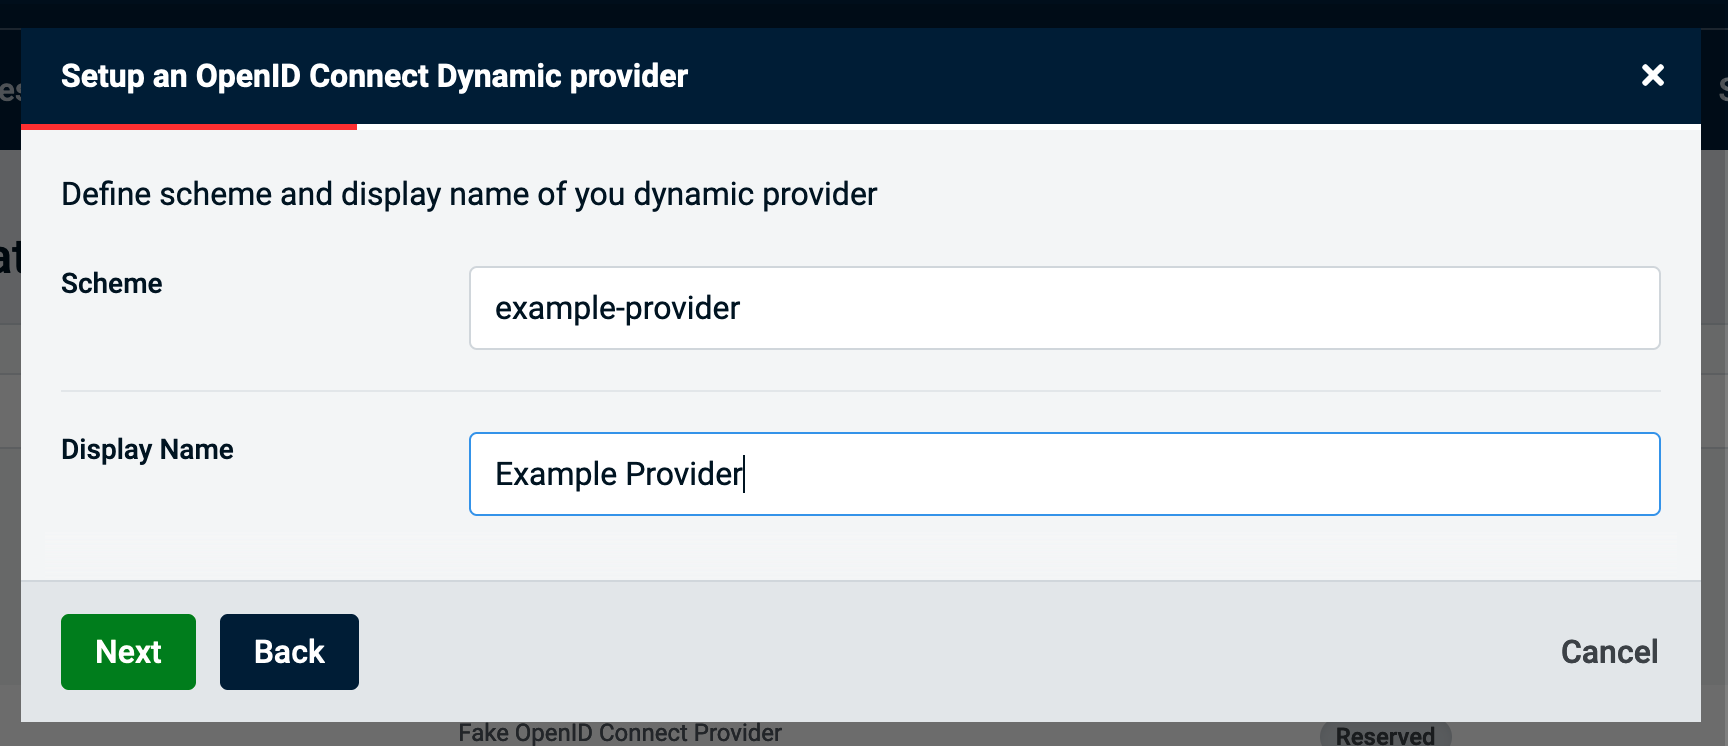 Setup an OpenID Connect Dynamic provider
Define scheme and display name of you dynamic provider
Scheme
example-provider
Display Name
Example Provider
Next
Back
Cancel
Fake OpenID Connect Provider
Reserved